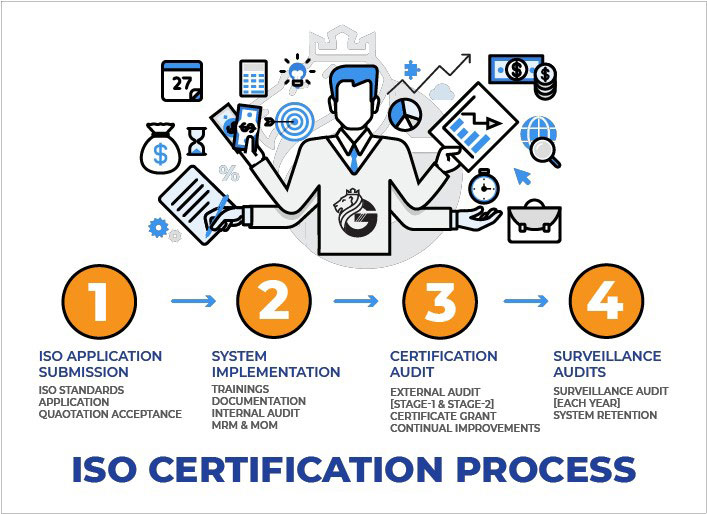 27
$
$
$
$
$
%
1
2
3
4
ISO APPLICATION
SUBMISSION
ISO STANDARDS
APPLICATION
QUAOTATION ACCEPTANCE
SYSTEM
IMPLEMENTATION
TRAININGS
DOCUMENTATION
INTERNAL AUDIT
MRM & MOM
CERTIFICATION
AUDIT
EXTERNAL AUDIT
[STAGE-1 & STAGE-2]
CERTIFICATE GRANT
CONTINUAL IMPROVEMENTS
SURVEILLANCE
AUDITS
SURVEILLANCE AUDIT
[EACH YEAR]
SYSTEM RETENTION
ISO CERTIFICATION PROCESS